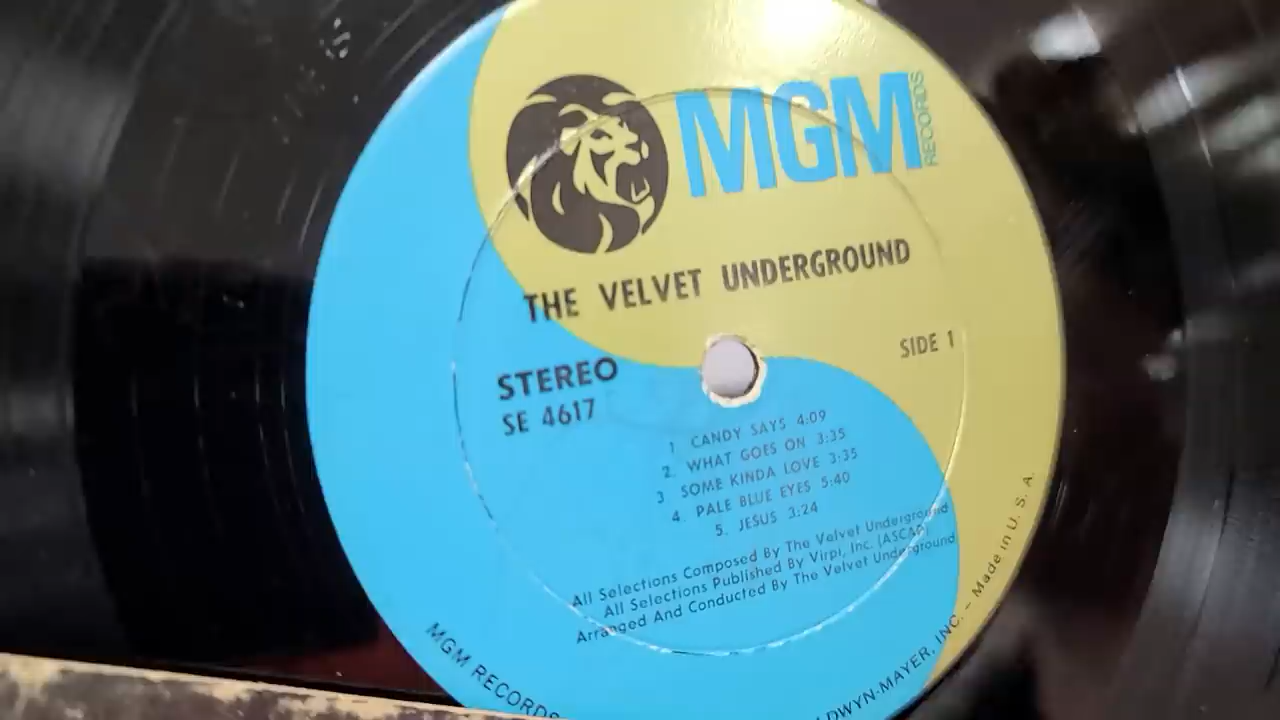 MGM RECORDS
THE VELVET UNDERGROUND
SIDE 1
STEREO
SE 4617
1 CANDY SAYS 4:09
2. WHAT GOES ON 3:35
3 SOME KINDA LOVE 3:35
4. PALE BLUE EYES 5:40
5. JESUS 3:24
All Selections Composed By The Velvet Underground
All Selections Published By Virpi, Inc. (ASCAP)
Arranged And Conducted By The Velvet Underground
MGM RECORDS
LDWYN-MAYER, INC. – Made in U. S. A.